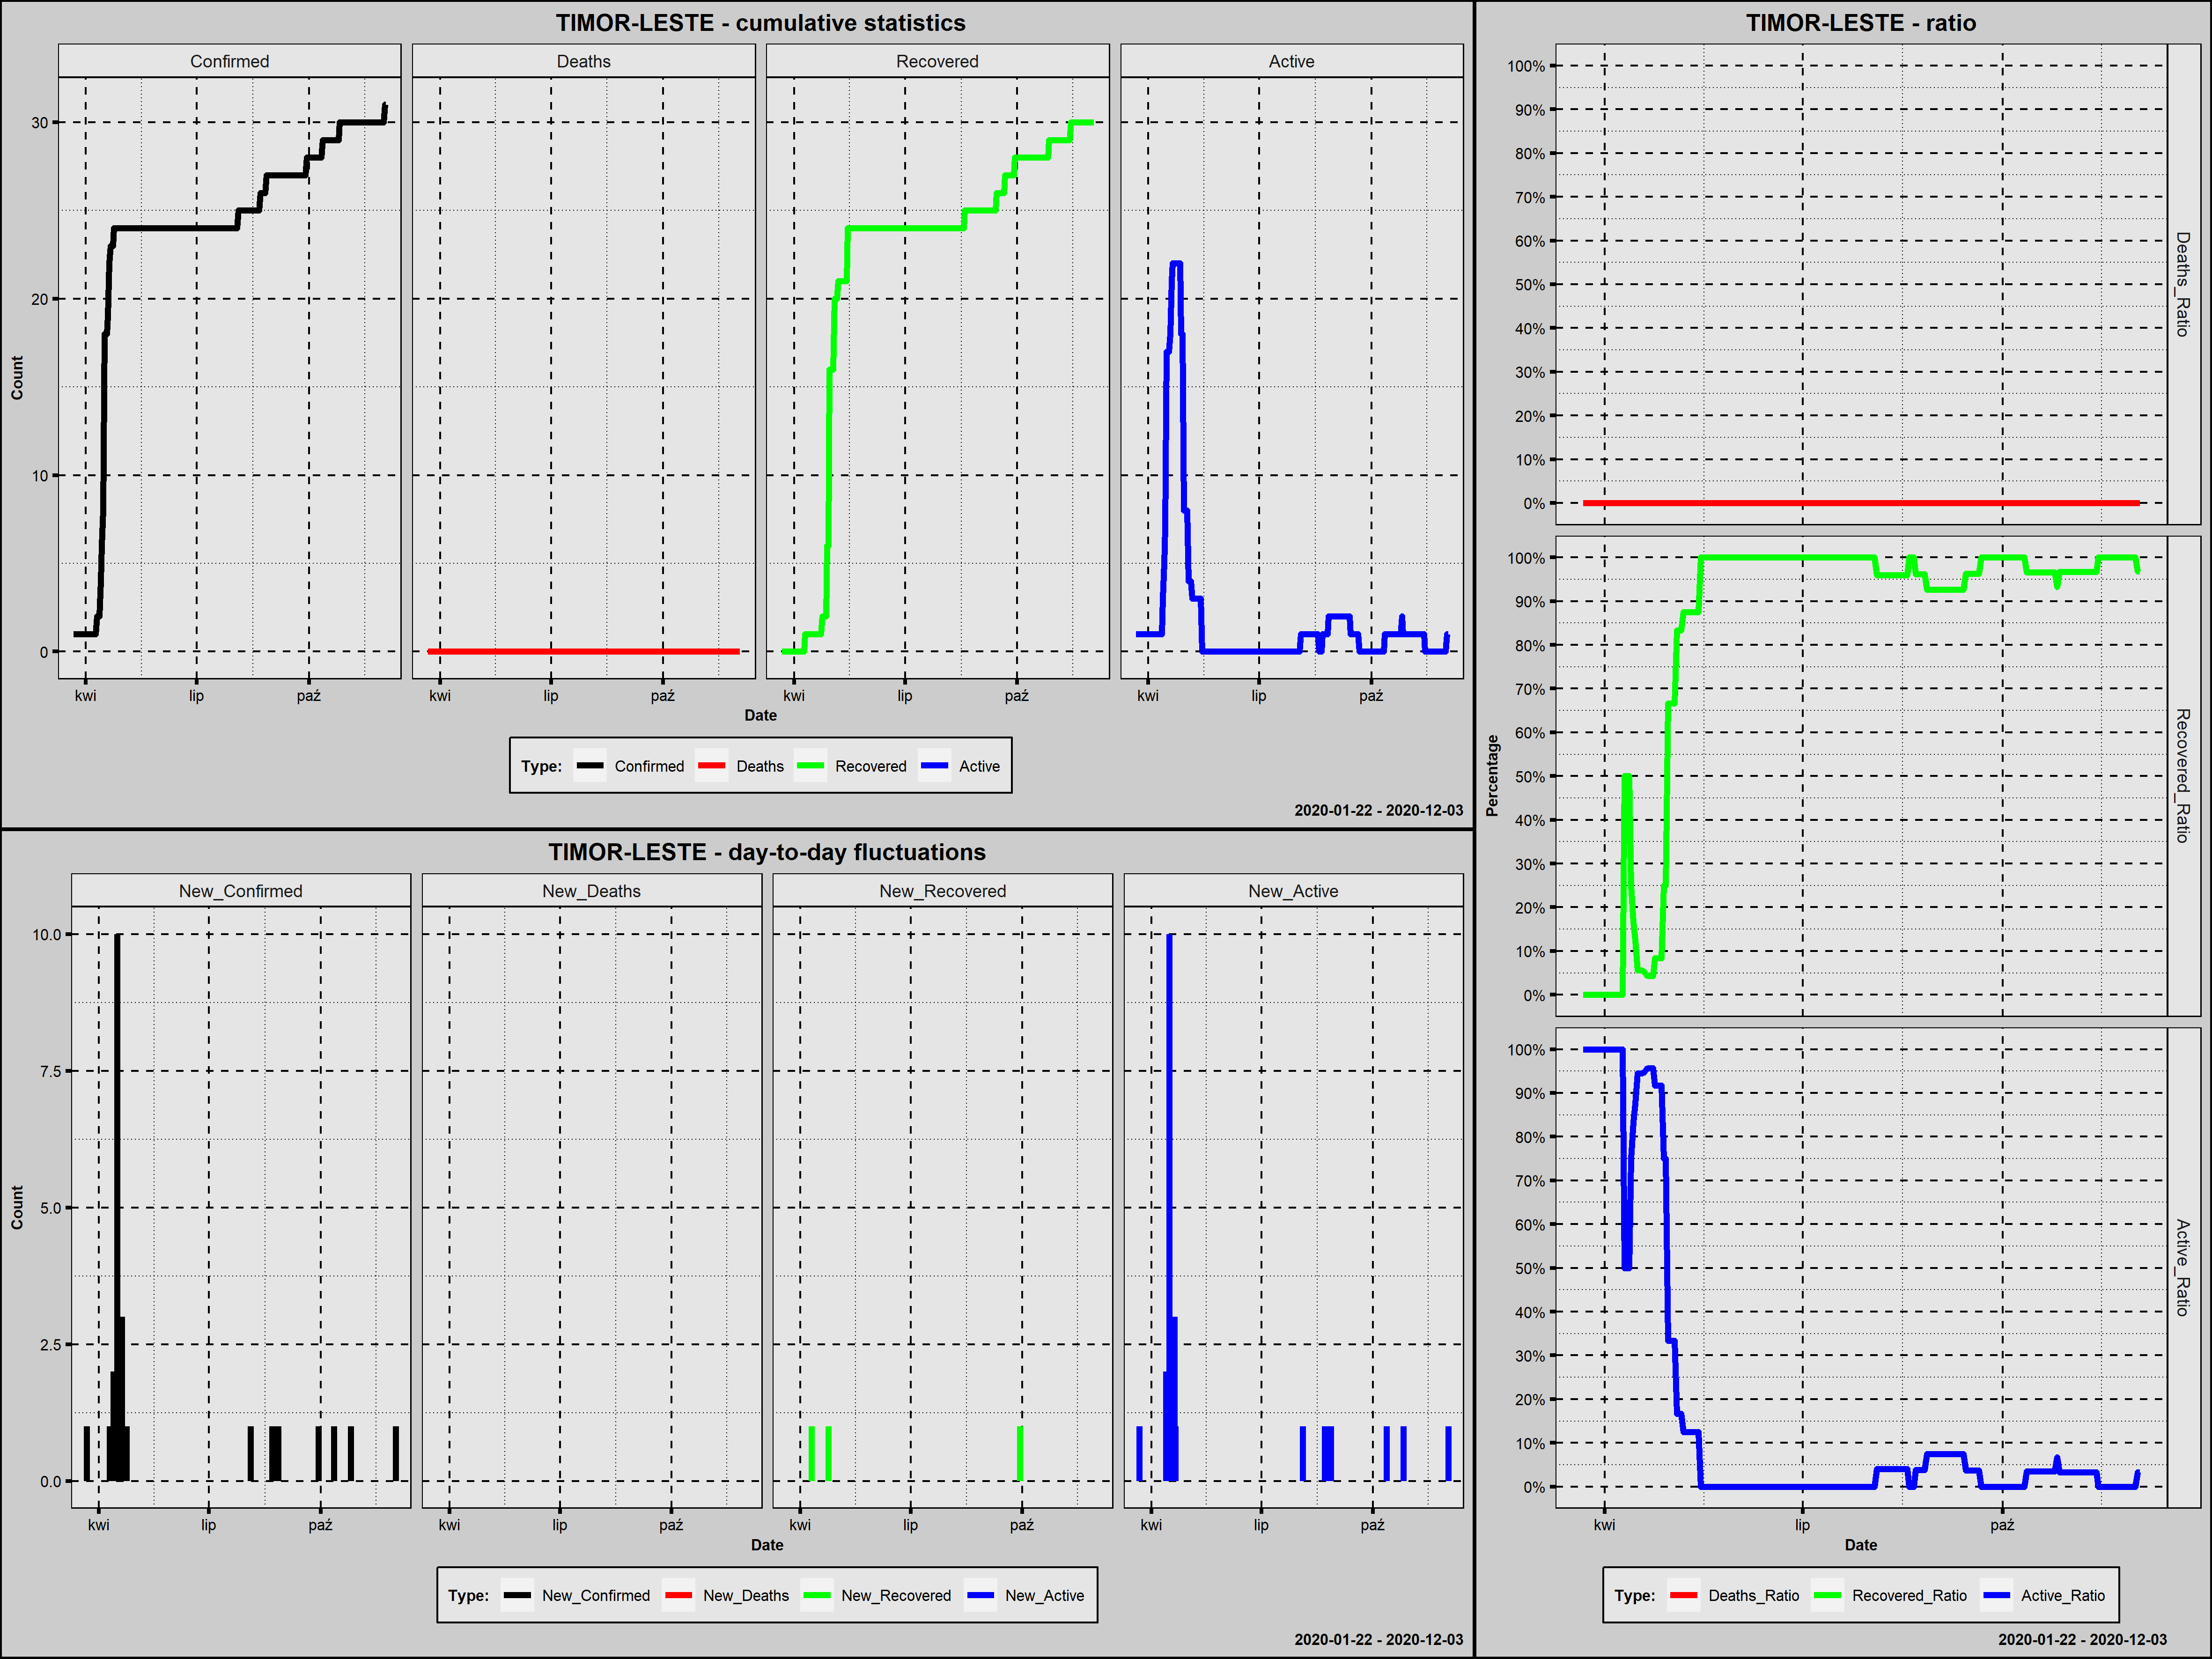 TIMOR-LESTE - cumulative statistics
Confirmed
Deaths
Recovered
Active
Count
30
20
10
0
kwi lip paź
kwi lip paź
kwi lip paź
kwi lip paź
Date
Type: Confirmed Deaths Recovered Active
2020-01-22 - 2020-12-03
TIMOR-LESTE - day-to-day fluctuations
New_Confirmed
New_Deaths
New_Recovered
New_Active
Count
10.0
7.5
5.0
2.5
0.0
kwi lip paź
kwi lip paź
kwi lip paź
kwi lip paź
Date
Type: New_Confirmed New_Deaths New_Recovered New_Active
2020-01-22 - 2020-12-03
TIMOR-LESTE - ratio
Percentage
100%
90%
80%
70%
60%
50%
40%
30%
20%
10%
0%
Deaths_Ratio
100%
90%
80%
70%
60%
50%
40%
30%
20%
10%
0%
Recovered_Ratio
100%
90%
80%
70%
60%
50%
40%
30%
20%
10%
0%
Active_Ratio
kwi lip paź
Date
Type: Deaths_Ratio Recovered_Ratio Active_Ratio
2020-01-22 - 2020-12-03